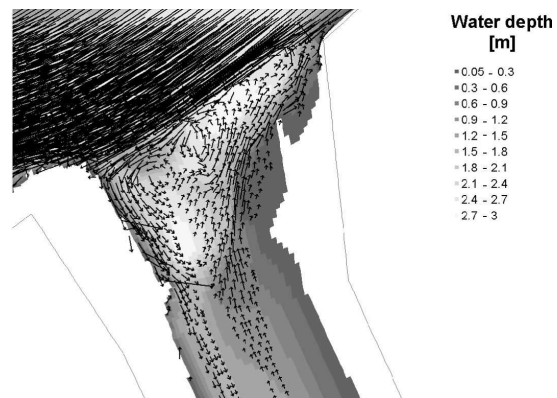 Water depth
[m]
0.05 - 0.3
0.3 - 0.6
0.6 - 0.9
0.9 - 1.2
1.2 - 1.5
1.5 - 1.8
1.8 - 2.1
2.1 - 2.4
2.4 - 2.7
2.7 - 3